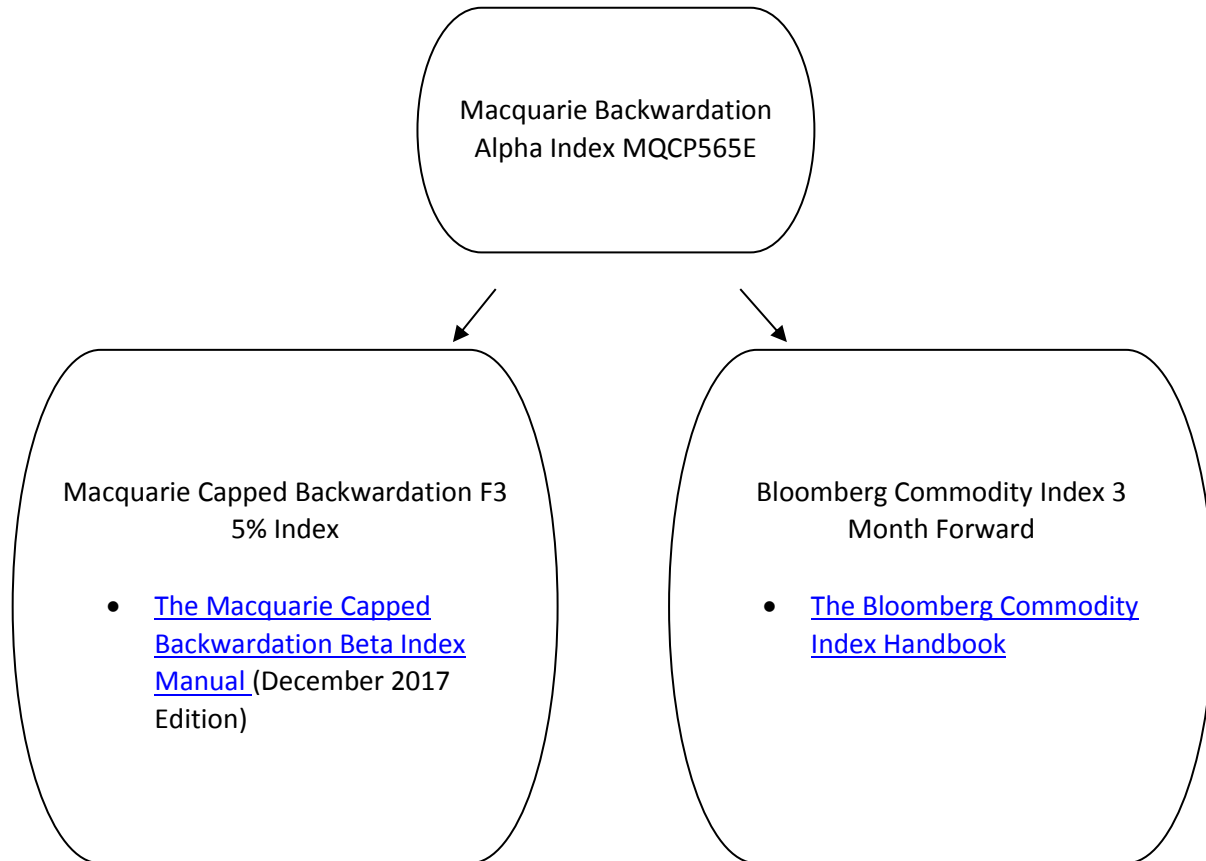 Macquarie Backwardation
Alpha Index MQCP565E
Macquarie Capped Backwardation F3
5% Index
• The Macquarie Capped
Backwardation Beta Index
Manual (December 2017
Edition)
Bloomberg Commodity Index 3
Month Forward
• The Bloomberg Commodity
Index Handbook